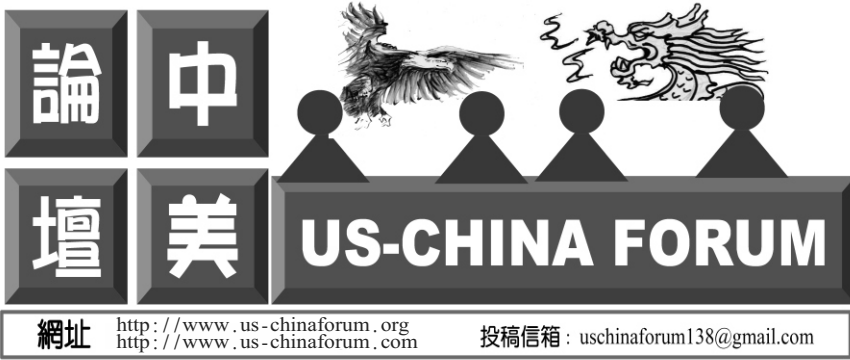 中美論壇
US-CHINA FORUM
網址 http://www.us-chinaforum.org
http://www.us-chinaforum.com
投稿信箱：uschinaforum138@gmail.com